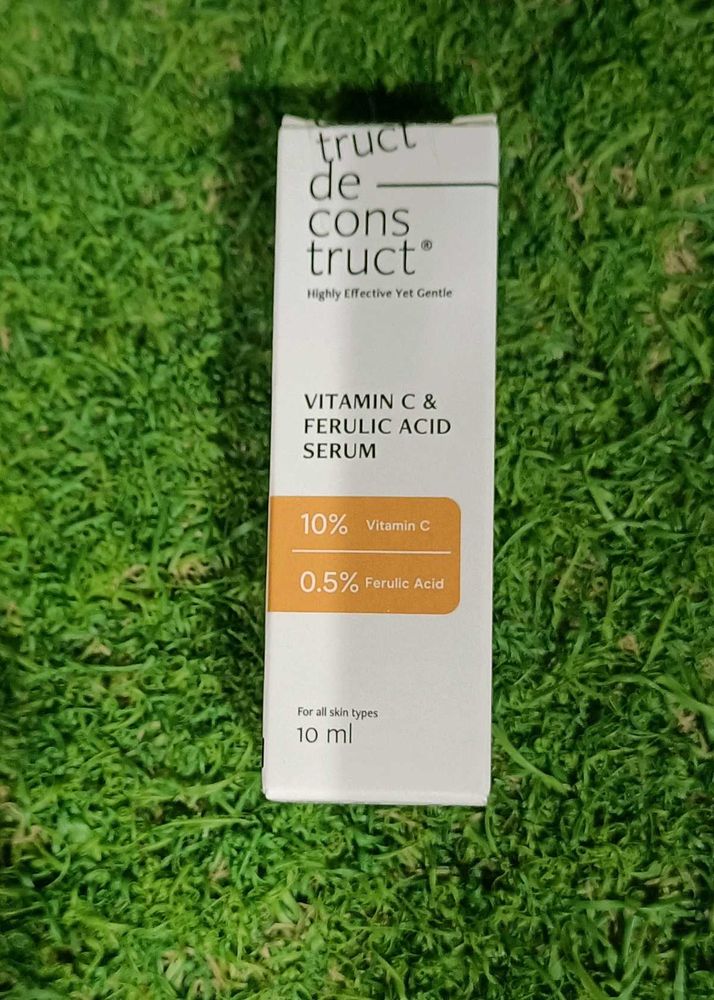 truct
de
cons
truct®
Highly Effective Yet Gentle
VITAMIN C &
FERULIC ACID
SERUM
10% Vitamin C
0.5% Ferulic Acid
For all skin types
10 ml